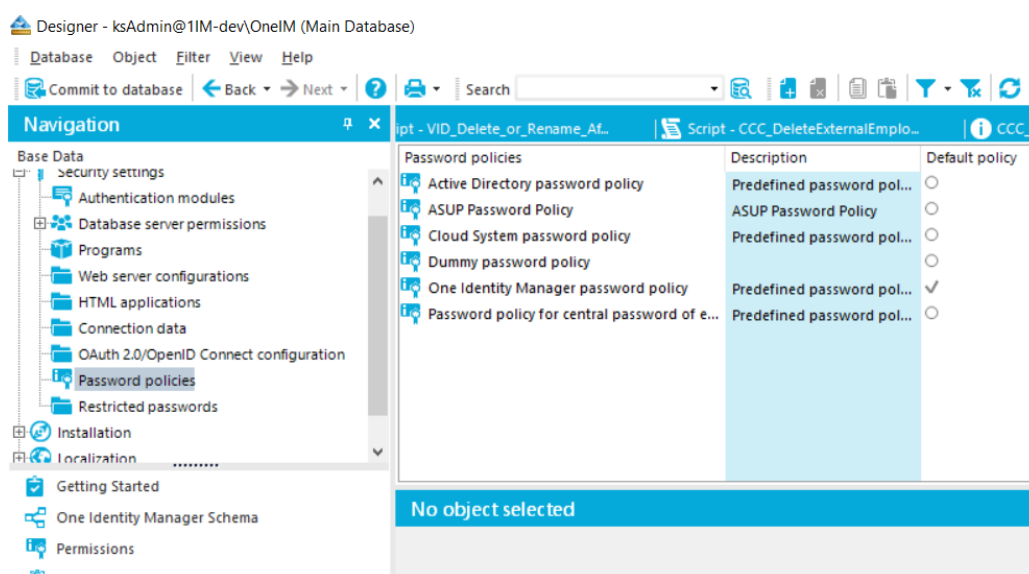 Designer - ksAdmin@1IM-dev\OneIM (Main Database)
Database Object Filter View Help
Commit to database Back Next Search
Navigation
ipt - VID_Delete_or_Rename_Af... Script - CCC_DeleteExternalEmplo... CCC_
Base Data
Security settings
Authentication modules
Database server permissions
Programs
Web server configurations
HTML applications
Connection data
OAuth 2.0/OpenID Connect configuration
Password policies
Restricted passwords
Installation
Localization
Getting Started
One Identity Manager Schema
Permissions
Password policies Description Default policy
Active Directory password policy Predefined password pol...
ASUP Password Policy ASUP Password Policy
Cloud System password policy Predefined password pol...
Dummy password policy
One Identity Manager password policy Predefined password pol...
Password policy for central password of e... Predefined password pol...
No object selected